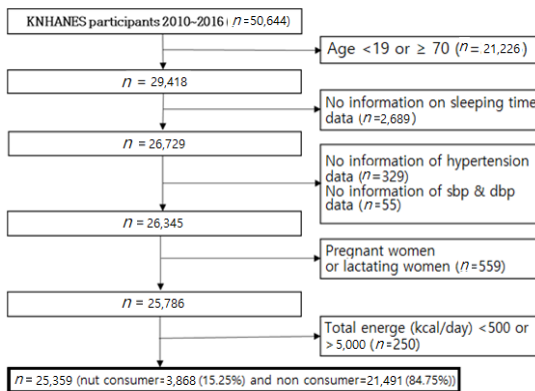 KNHANES participants 2010~2016 ( n=50,644)
Age <19 or ≥ 70 (n= 21,226)
n = 29,418
No information on sleeping time
data (n=2,689)
n = 26,729
No information of hypertension
data (n=329)
No information of sbp & dbp
data (n=55)
n = 26,345
Pregnant women
or lactating women (n=559)
n = 25,786
Total energe (kcal/day) <500 or
> 5,000 (n=250)
n = 25,359 (nut consumer=3,868 (15.25%) and non consumer=21,491 (84.75%))